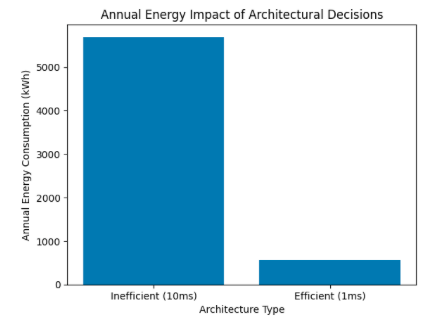 Annual Energy Impact of Architectural Decisions
Annual Energy Consumption (kWh)
5000
4000
3000
2000
1000
0
Inefficient (10ms)
Efficient (1ms)
Architecture Type